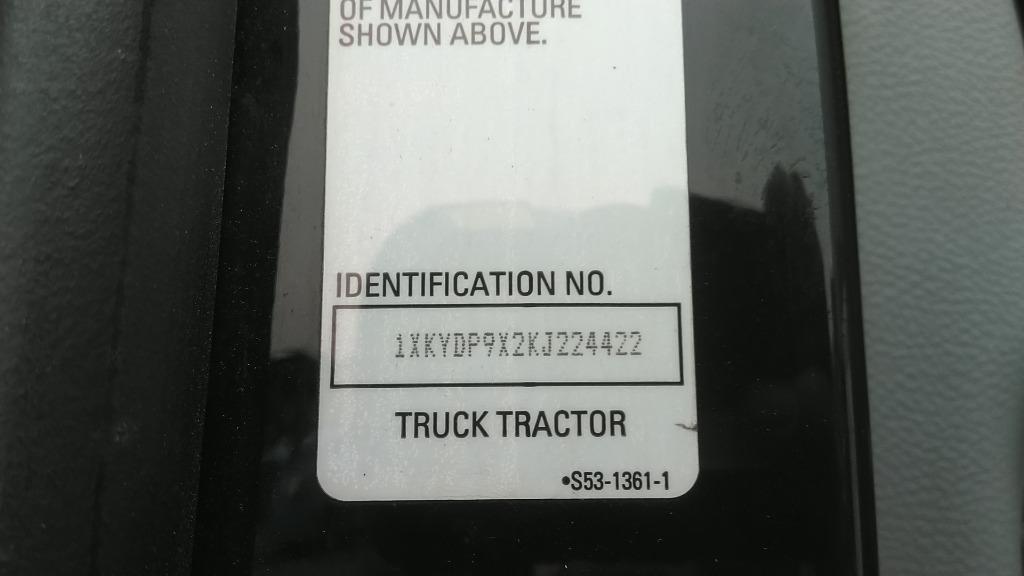 OF MANUFACTURE
SHOWN ABOVE.
IDENTIFICATION NO.
1XKYDP9X2KJ224422
TRUCK TRACTOR
•S53-1361-1